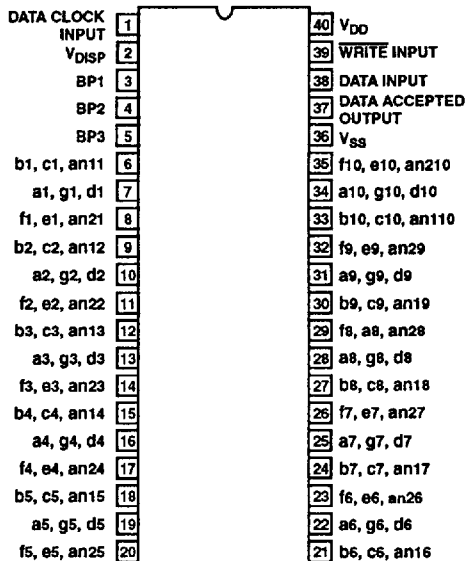 DATA CLOCK
INPUT 1
VDISP 2
BP1 3
BP2 4
BP3 5
b1, c1, an11 6
a1, g1, d1 7
f1, e1, an21 8
b2, c2, an12 9
a2, g2, d2 10
f2, e2, an22 11
b3, c3, an13 12
a3, g3, d3 13
f3, e3, an23 14
b4, c4, an14 15
a4, g4, d4 16
f4, e4, an24 17
b5, c5, an15 18
a5, g5, d5 19
f5, e5, an25 20
40 VDD
39 WRITE INPUT
38 DATA INPUT
37 DATA ACCEPTED
OUTPUT
36 VSS
35 f10, e10, an210
34 a10, g10, d10
33 b10, c10, an110
32 f9, e9, an29
31 a9, g9, d9
30 b9, c9, an19
29 f8, a8, an28
28 a8, g8, d8
27 b8, c8, an18
26 f7, e7, an27
25 a7, g7, d7
24 b7, c7, an17
23 f6, e6, an26
22 a6, g6, d6
21 b6, c6, an16